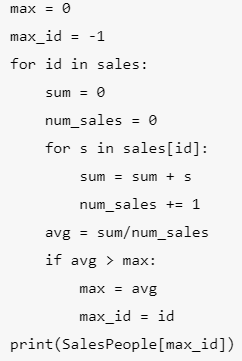 max = 0
max_id = -1
for id in sales:
    sum = 0
    num_sales = 0
    for s in sales[id]:
        sum = sum + s
        num_sales += 1
    avg = sum/num_sales
    if avg > max:
        max = avg
        max_id = id
print(SalesPeople[max_id])